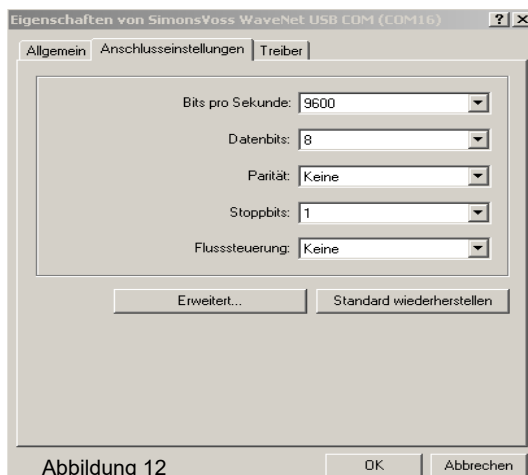 Eigenschaften von SimonsVoss WaveNet USB COM (COM16)
Allgemein Anschlusseinstellungen Treiber
Bits pro Sekunde: 9600
Datenbits: 8
Parität: Keine
Stoppbits: 1
Flusssteuerung: Keine
Erweitert... Standard wiederherstellen
Abbildung 12 OK Abbrechen